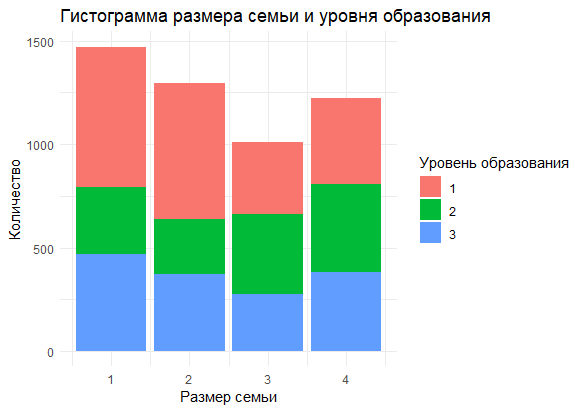 Гистограмма размера семьи и уровня образования
Количество
1500
1000
500
0
1 2 3 4
Размер семьи
Уровень образования
1
2
3